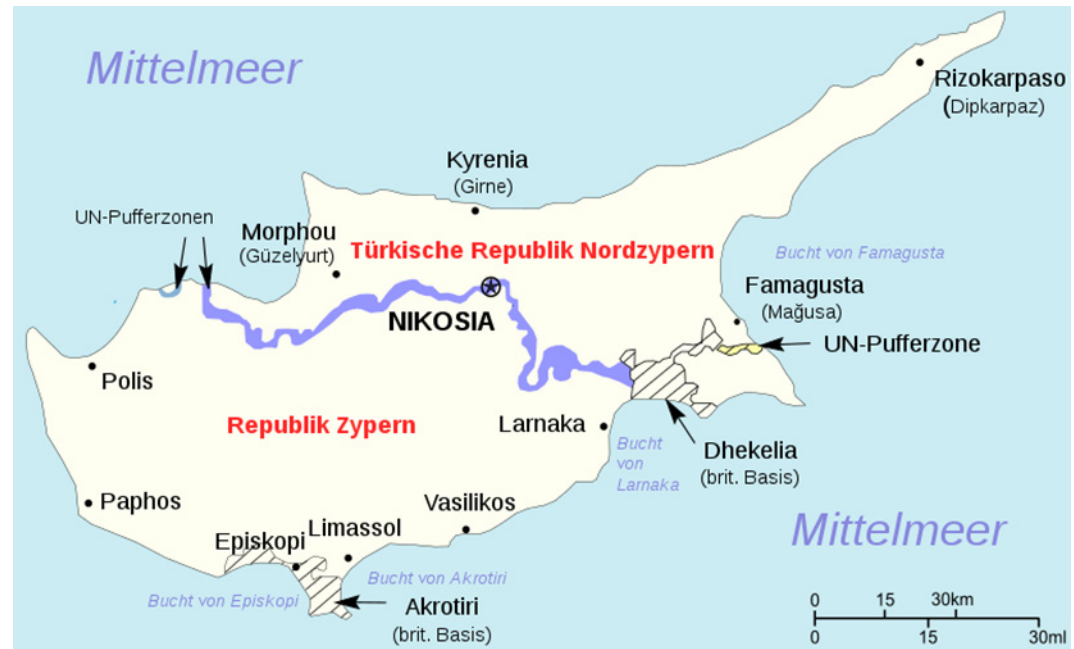 Mittelmeer
Rizokarpaso
(Dipkarpaz)
Kyrenia
(Girne)
UN-Pufferzonen
Morphou
(Güzelyurt)
Türkische Republik Nordzypern
Bucht von Famagusta
Famagusta
(Mağusa)
NIKOSIA
UN-Pufferzone
Polis
Republik Zypern
Larnaka
Bucht
von
Larnaka
Dhekelia
(brit. Basis)
Paphos
Vasilikos
Limassol
Episkopi
Mittelmeer
Bucht von Akrotiri
Bucht von Episkopi
Akrotiri
(brit. Basis)
0 15 30km
0 15 30ml